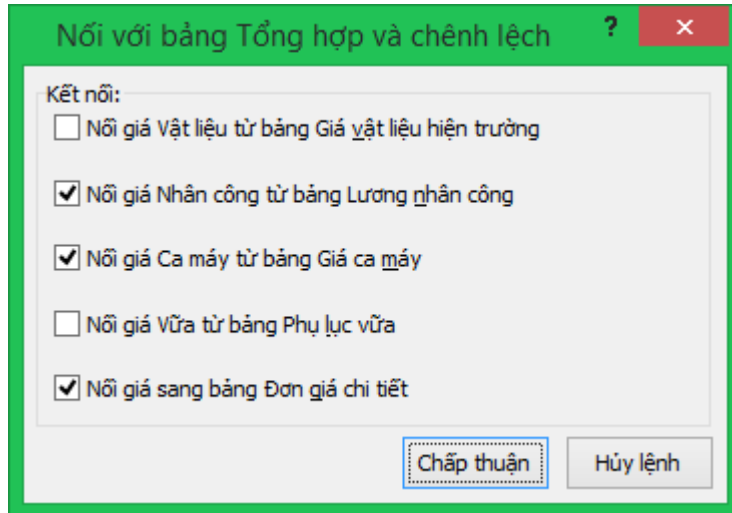 Nối với bảng Tổng hợp và chênh lệch ?
Kết nối:
Nối giá Vật liệu từ bảng Giá vật liệu hiện trường
Nối giá Nhân công từ bảng Lương nhân công
Nối giá Ca máy từ bảng Giá ca máy
Nối giá Vữa từ bảng Phụ lục vữa
Nối giá sang bảng Đơn giá chi tiết
Chấp thuận Hủy lệnh